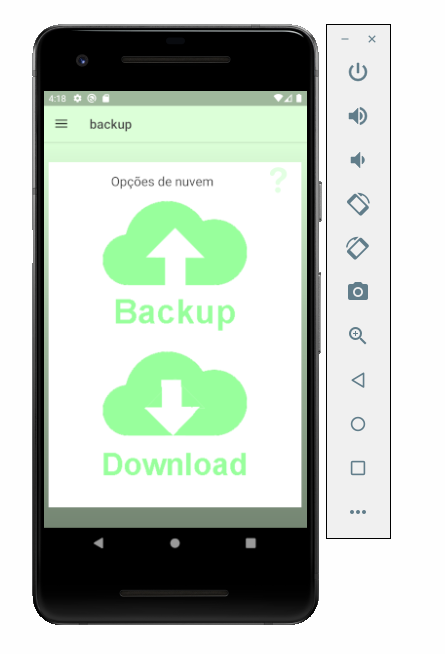 4:18
backup
Opções de nuvem
?
Backup
Download